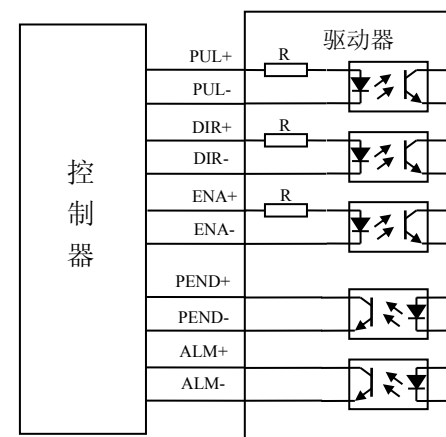 驱动器
PUL+
R
PUL-
DIR+
R
DIR-
ENA+
R
ENA-
控制器
PEND+
PEND-
ALM+
ALM-